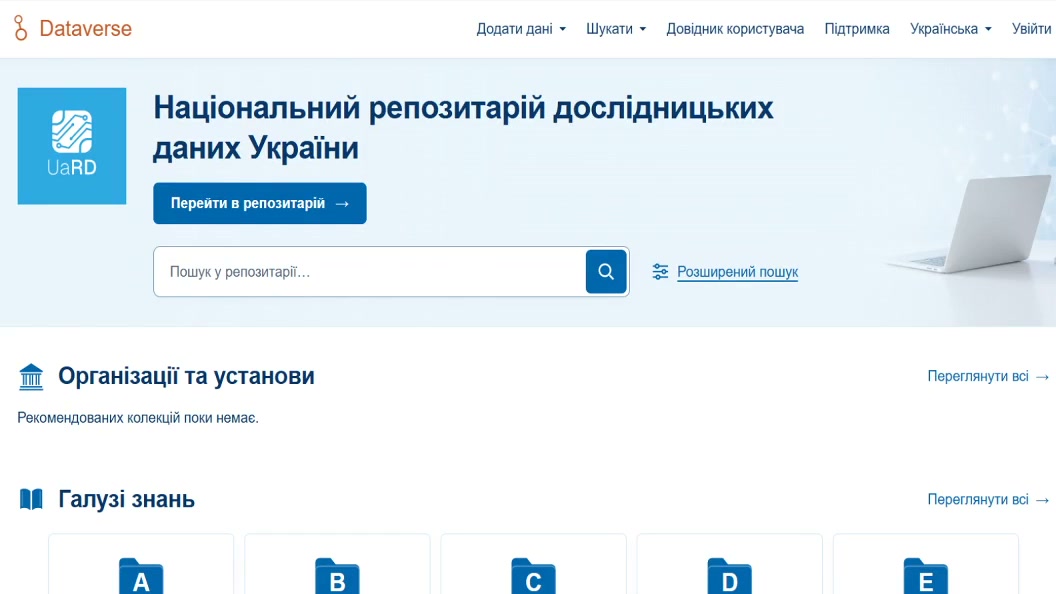 Dataverse
Додати дані
Шукати
Довідник користувача
Підтримка
Українська
Увійти
UaRD
Національний репозитарій дослідницьких
даних України
Перейти в репозитарій →
Пошук у репозитарії...
Розширений пошук
Організації та установи
Переглянути всі →
Рекомендованих колекцій поки немає.
Галузі знань
Переглянути всі →
A
B
C
D
E